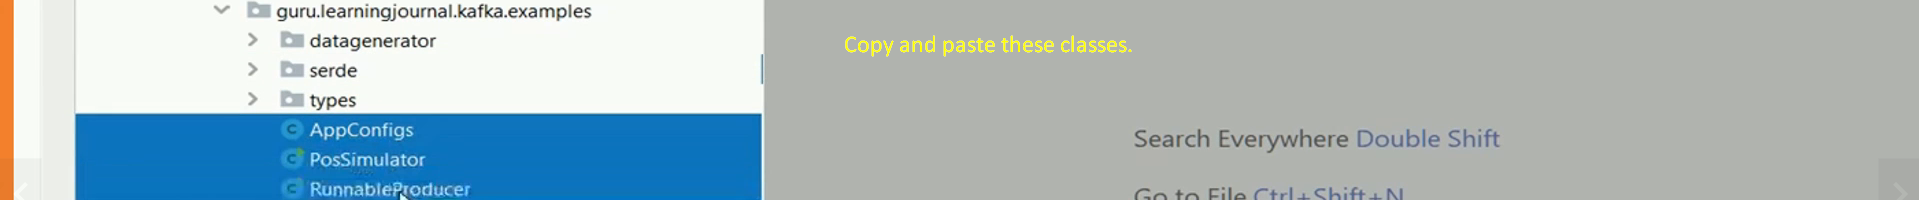 guru.learningjournal.kafka.examples
datagenerator
serde
types
AppConfigs
PosSimulator
RunnableProducer
Copy and paste these classes.
Search Everywhere Double Shift
Go to File Ctrl+Shift+N